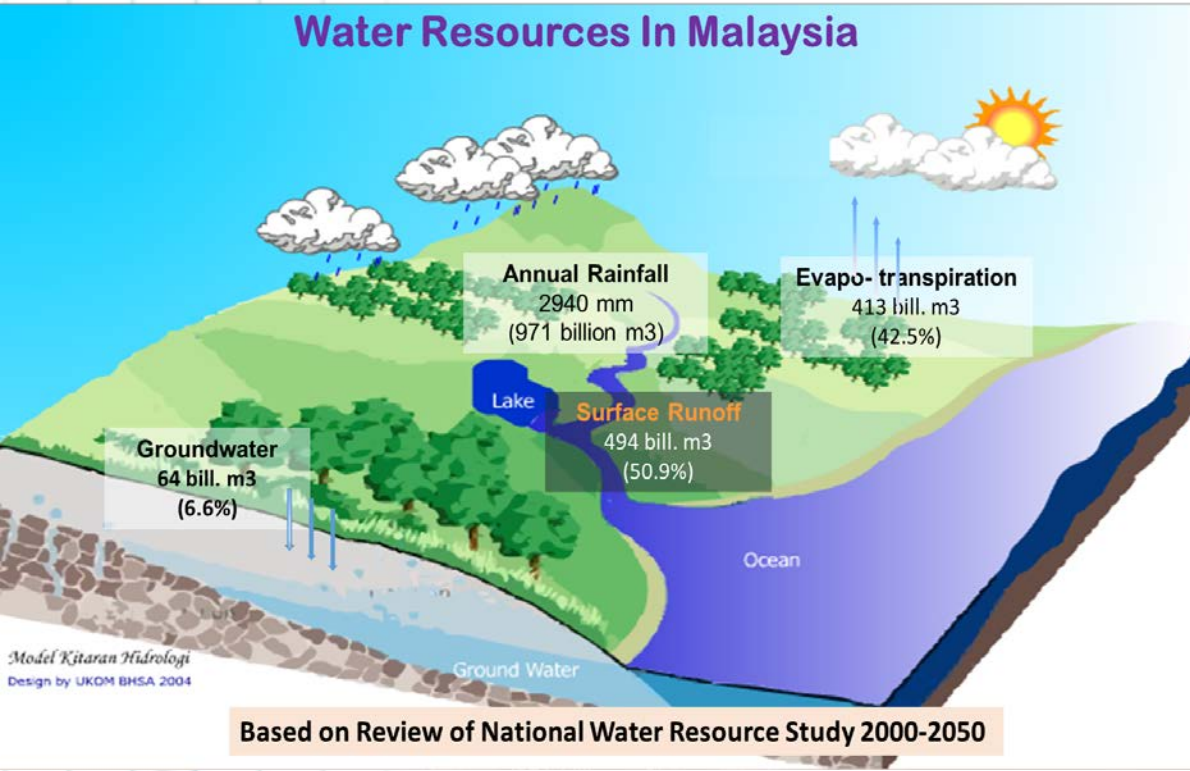 Water Resources In Malaysia
Annual Rainfall
2940 mm
(971 billion m3)
Evapo- transpiration
413 bill. m3
(42.5%)
Lake
Surface Runoff
494 bill. m3
(50.9%)
Groundwater
64 bill. m3
(6.6%)
Ocean
Ground Water
Model Kitaran Hidrologi
Design by UKOM BHSA 2004
Based on Review of National Water Resource Study 2000-2050